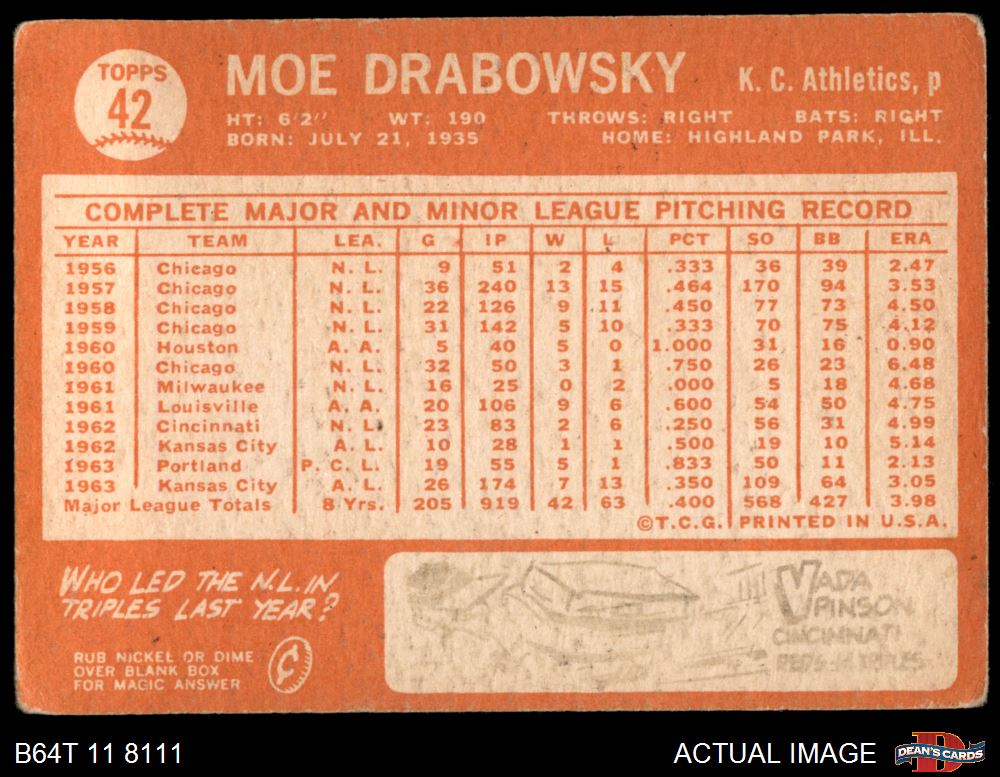 TOPPS
42
MOE DRABOWSKY K. C. Athletics, p
HT: 6'2" WT: 190 THROWS: RIGHT BATS: RIGHT
BORN: JULY 21, 1935 HOME: HIGHLAND PARK, ILL.
COMPLETE MAJOR AND MINOR LEAGUE PITCHING RECORD
YEAR TEAM LEA. G IP W L PCT SO BB ERA
1956 Chicago N. L. 9 51 2 4 .333 36 39 2.47
1957 Chicago N. L. 36 240 13 15 .464 170 94 3.53
1958 Chicago N. L. 22 126 9 11 .450 77 73 4.50
1959 Chicago N. L. 31 142 5 10 .333 70 75 4.12
1960 Houston A. A. 5 40 5 0 1.000 31 16 0.90
1960 Chicago N. L. 32 50 3 1 .750 26 23 6.48
1961 Milwaukee N. L. 16 25 0 2 .000 5 18 4.68
1961 Louisville A. A. 20 106 9 6 .600 54 50 4.75
1962 Cincinnati N. L. 23 83 2 6 .250 56 31 4.99
1962 Kansas City A. L. 10 28 1 1 .500 19 10 5.14
1963 Portland P. C. L. 19 55 5 1 .833 50 11 2.13
1963 Kansas City A. L. 26 174 7 13 .350 109 64 3.05
Major League Totals 8 Yrs. 205 919 42 63 .400 568 427 3.98
©T.C.G. PRINTED IN U.S.A.
WHO LED THE N.L. IN
TRIPLES LAST YEAR?
RUB NICKEL OR DIME
OVER BLANK BOX
FOR MAGIC ANSWER
VADA
PINSON
CINCINNATI
REDS
B64T 11 8111 ACTUAL IMAGE DEAN'S CARDS